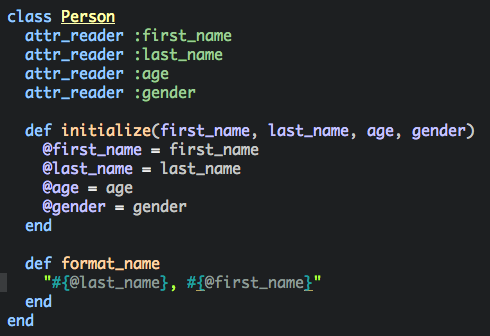 class Person
  attr_reader :first_name
  attr_reader :last_name
  attr_reader :age
  attr_reader :gender

  def initialize(first_name, last_name, age, gender)
    @first_name = first_name
    @last_name = last_name
    @age = age
    @gender = gender
  end

  def format_name
    "#{@last_name}, #{@first_name}"
  end
end